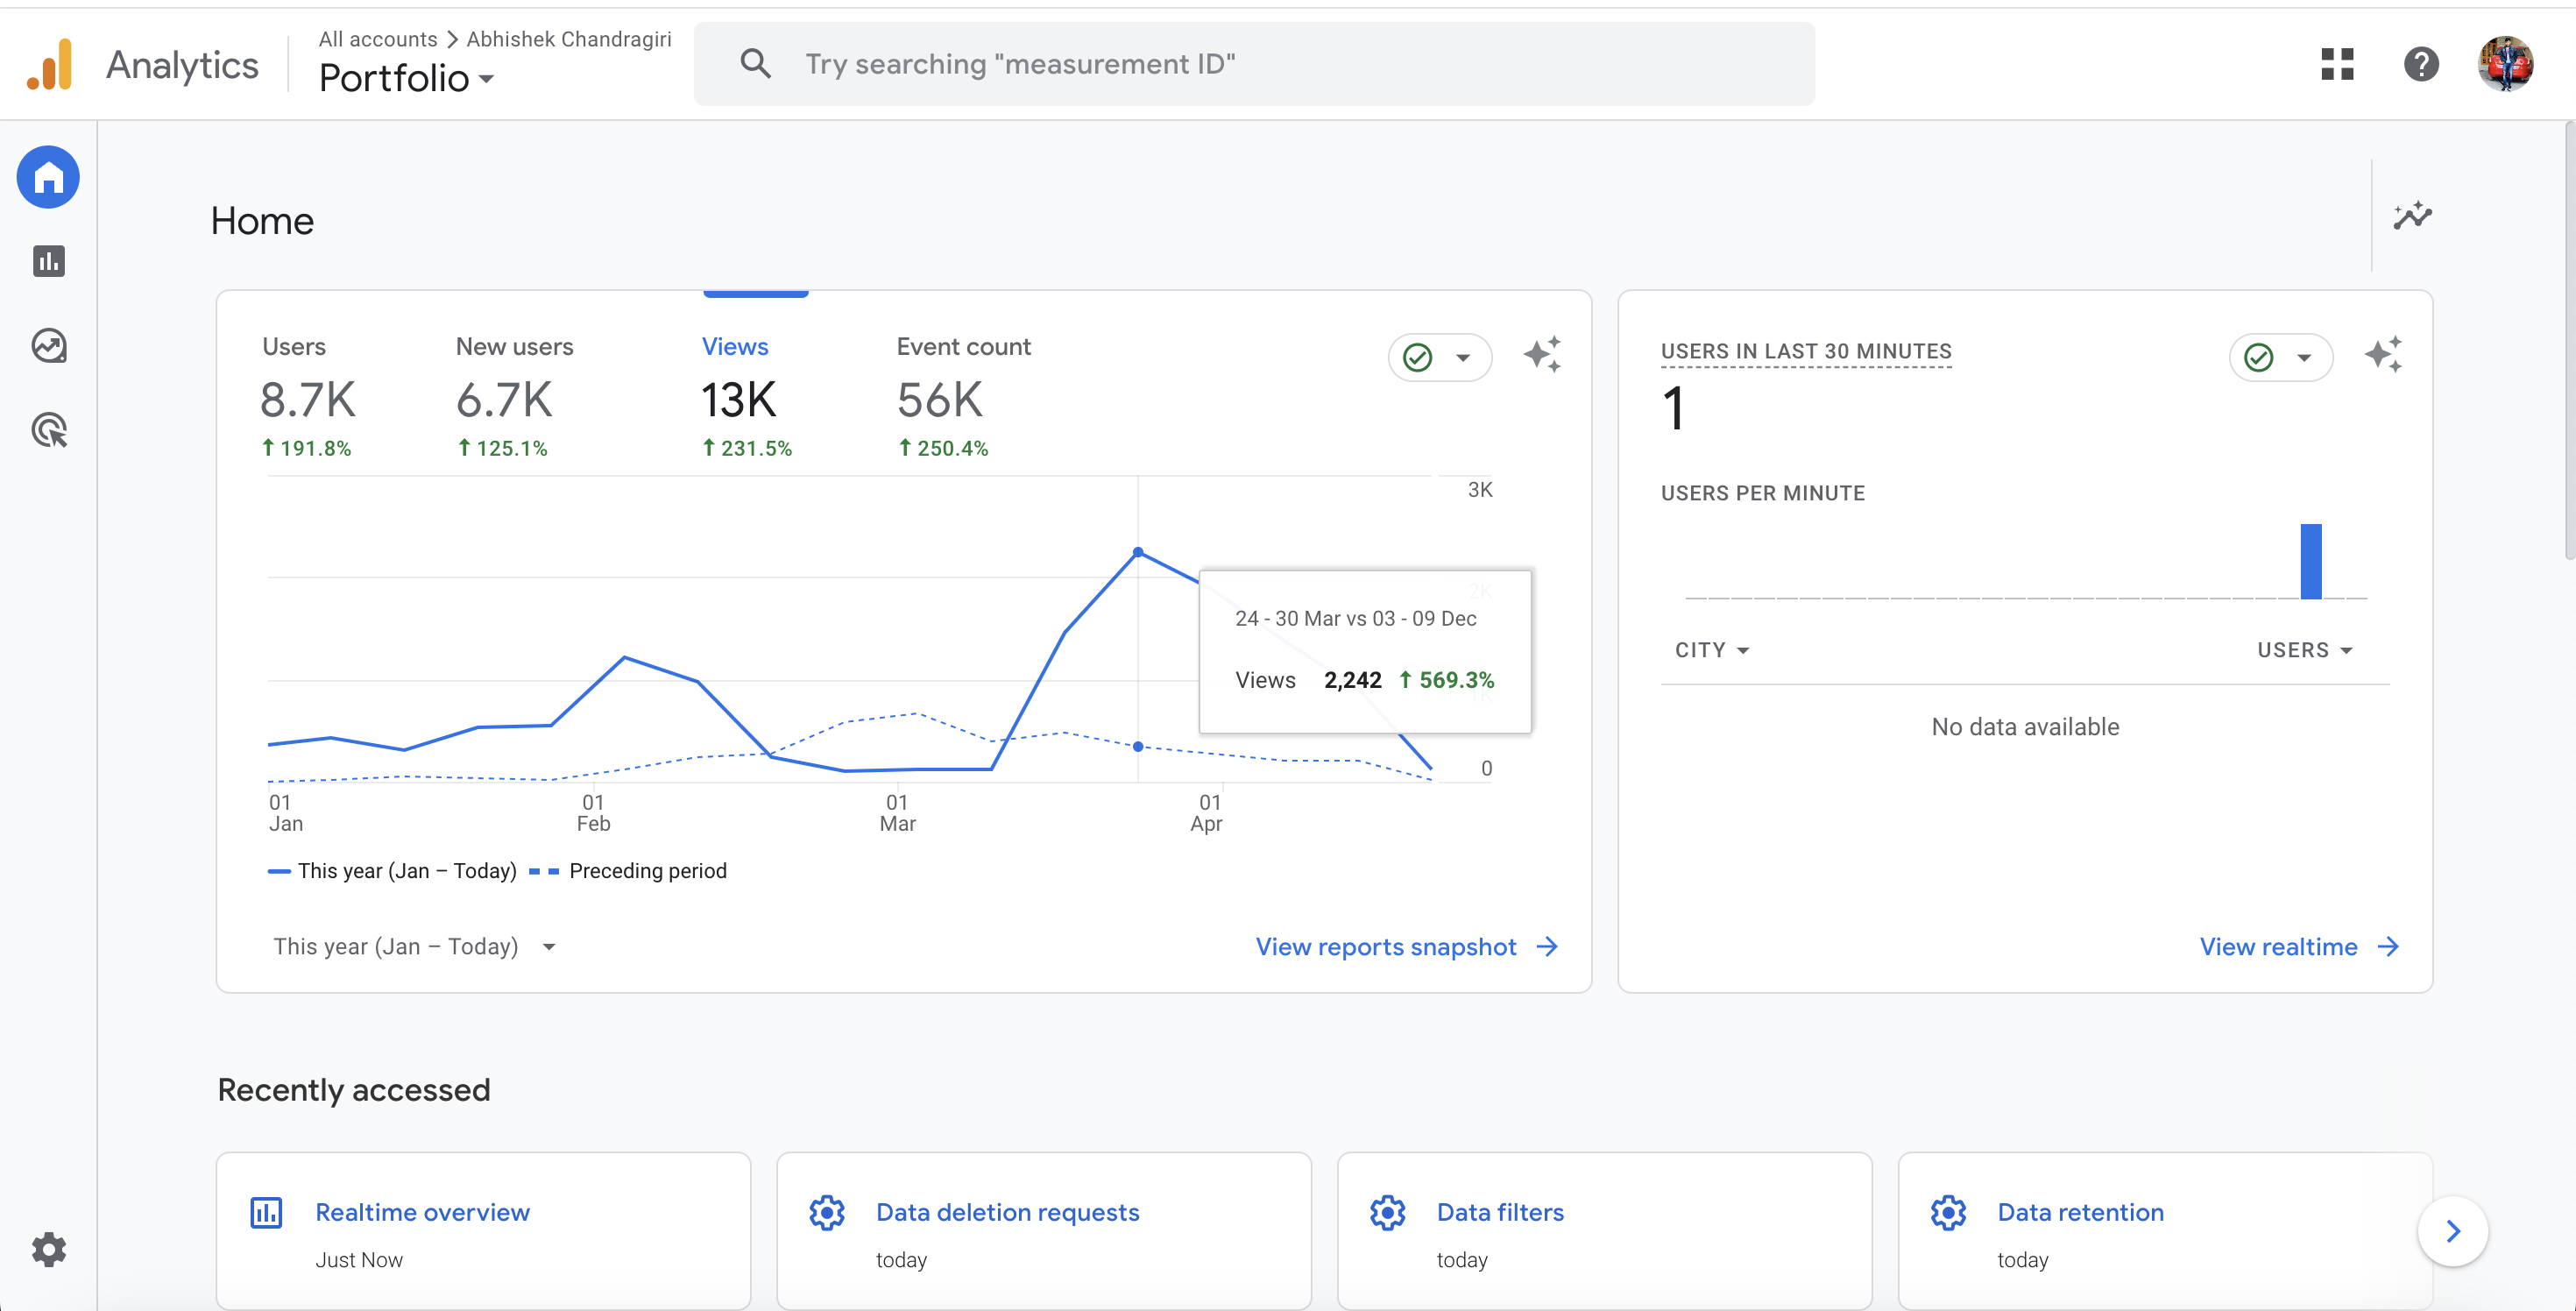 Analytics
All accounts > Abhishek Chandragiri
Portfolio
Try searching "measurement ID"
Home
Users
8.7K
191.8%
New users
6.7K
125.1%
Views
13K
231.5%
Event count
56K
250.4%
3K
2K
1K
0
24 - 30 Mar vs 03 - 09 Dec
Views 2,242 569.3%
01
Jan
01
Feb
01
Mar
01
Apr
This year (Jan – Today)
Preceding period
This year (Jan – Today)
View reports snapshot
USERS IN LAST 30 MINUTES
1
USERS PER MINUTE
CITY
USERS
No data available
View realtime
Recently accessed
Realtime overview
Just Now
Data deletion requests
today
Data filters
today
Data retention
today